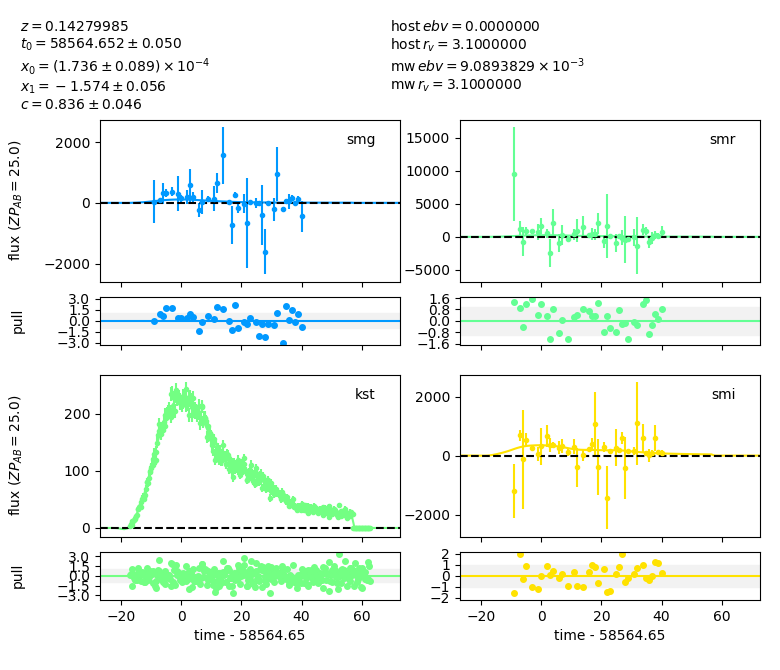 z = 0.14279985
t₀ = 58564.652 ± 0.050
x₀ = (1.736 ± 0.089) × 10⁻⁴
x₁ = −1.574 ± 0.056
c = 0.836 ± 0.046
host ebv = 0.0000000
host r_v = 3.1000000
mw ebv = 9.0893829 × 10⁻³
mw r_v = 3.1000000
flux (ZP_AB = 25.0)
2000
0
−2000
smg
15000
10000
5000
0
−5000
smr
pull
3.0
1.5
0.0
−1.5
−3.0
1.6
0.8
0.0
−0.8
−1.6
flux (ZP_AB = 25.0)
200
100
0
kst
2000
0
−2000
smi
pull
3.0
1.5
0.0
−1.5
−3.0
2
1
0
−1
−2
−20 0 20 40 60
time - 58564.65
−20 0 20 40 60
time - 58564.65